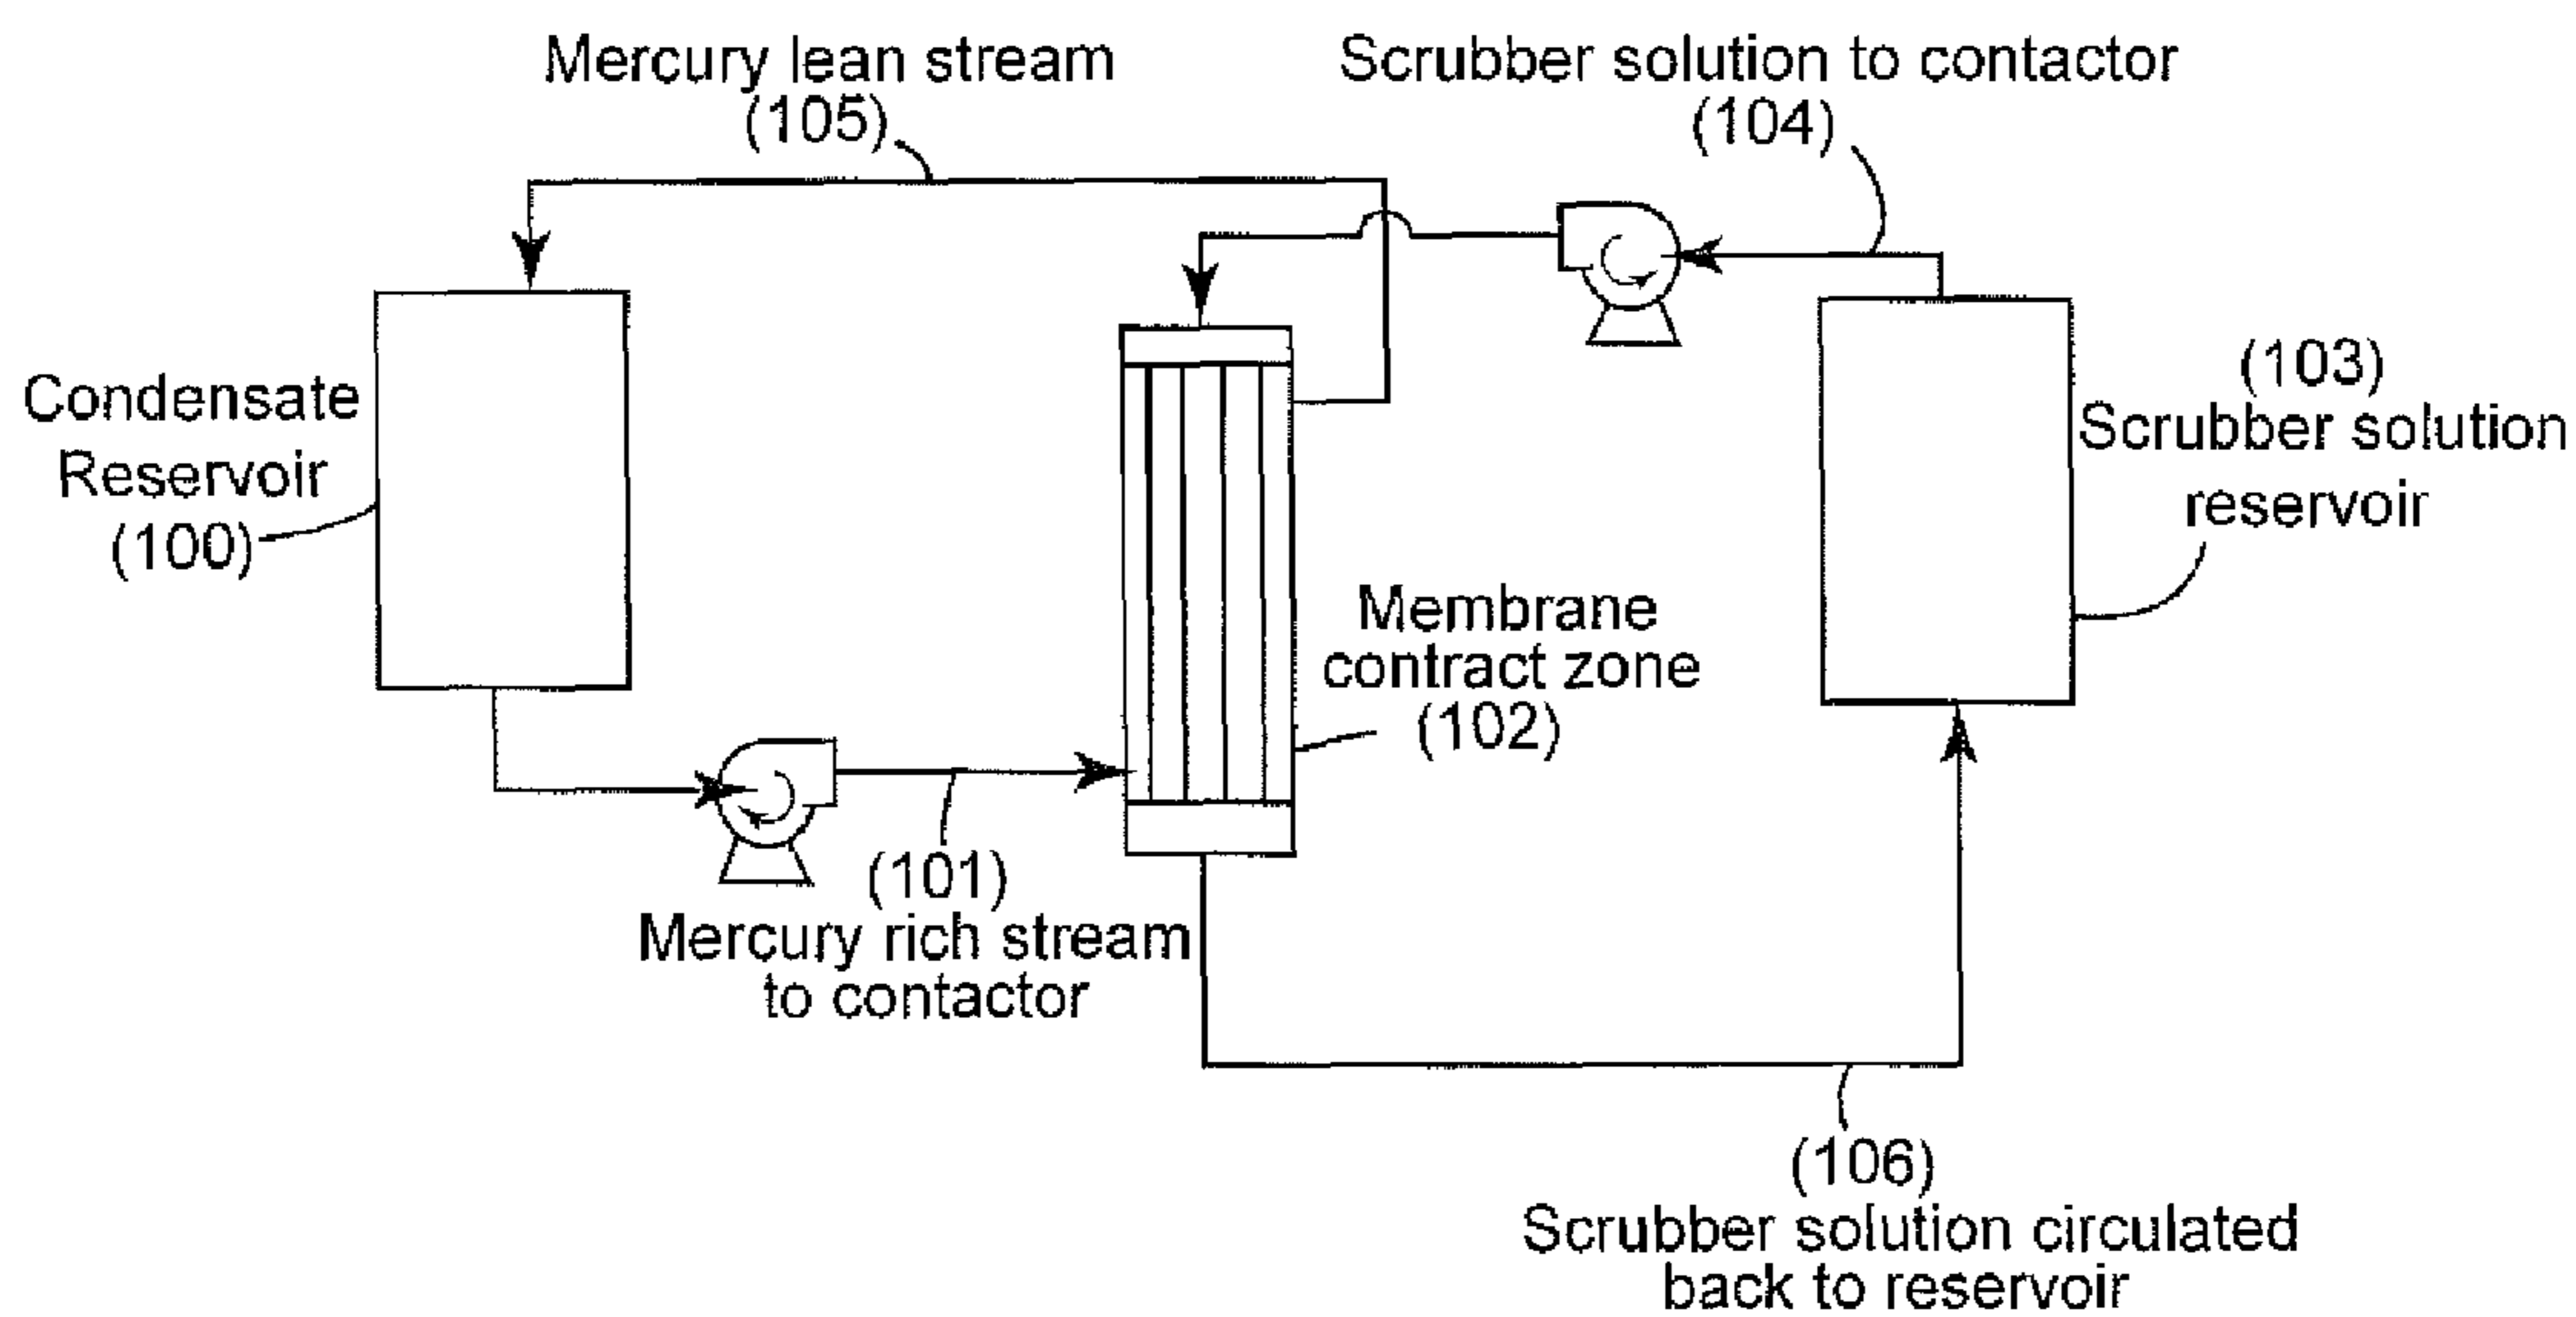 Mercury lean stream
(105)
Scrubber solution to contactor
(104)
Condensate
Reservoir
(100)
(103)
Scrubber solution
reservoir
Membrane
contract zone
(102)
(101)
Mercury rich stream
to contactor
(106)
Scrubber solution circulated
back to reservoir